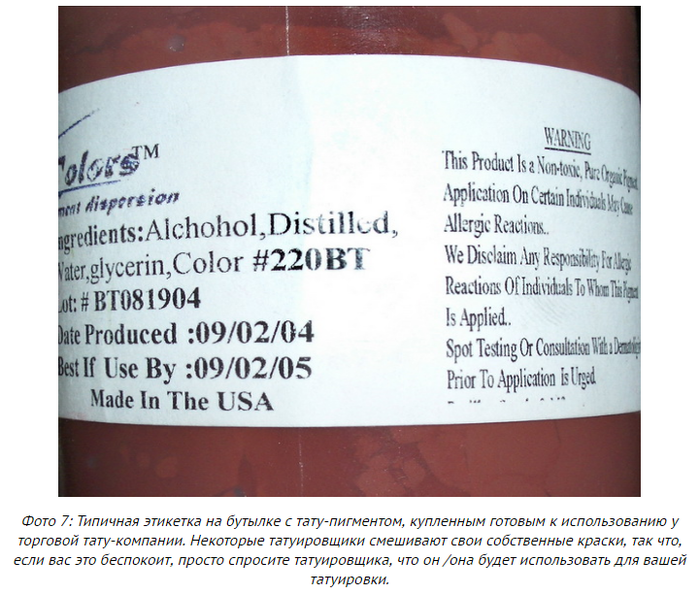 Colors™
ment dispersion
ngredients:Alchohol,Distilled,
Water,glycerin,Color #220BT
Lot: # BT081904
Date Produced :09/02/04
Best If Use By :09/02/05
Made In The USA
WARNING
This Product Is a Non-toxic, Pure Organic Pigment,
Application On Certain Individuals May Cause
Allergic Reactions..
We Disclaim Any Responsibility For Allergic
Reactions Of Individuals To Whom This Pigment
Is Applied..
Spot Testing Or Consultation With a Dermatologi
Prior To Application Is Urged
Фото 7: Типичная этикетка на бутылке с тату-пигментом, купленным готовым к использованию у
торговой тату-компании. Некоторые татуировщики смешивают свои собственные краски, так что,
если вас это беспокоит, просто спросите татуировщика, что он /она будет использовать для вашей
татуировки.